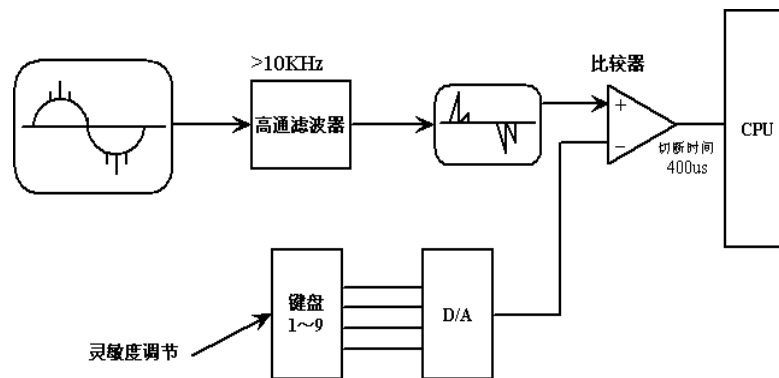 >10KHz
高通滤波器
比较器
+
−
切断时间
400us
CPU
键盘
1～9
D/A
灵敏度调节